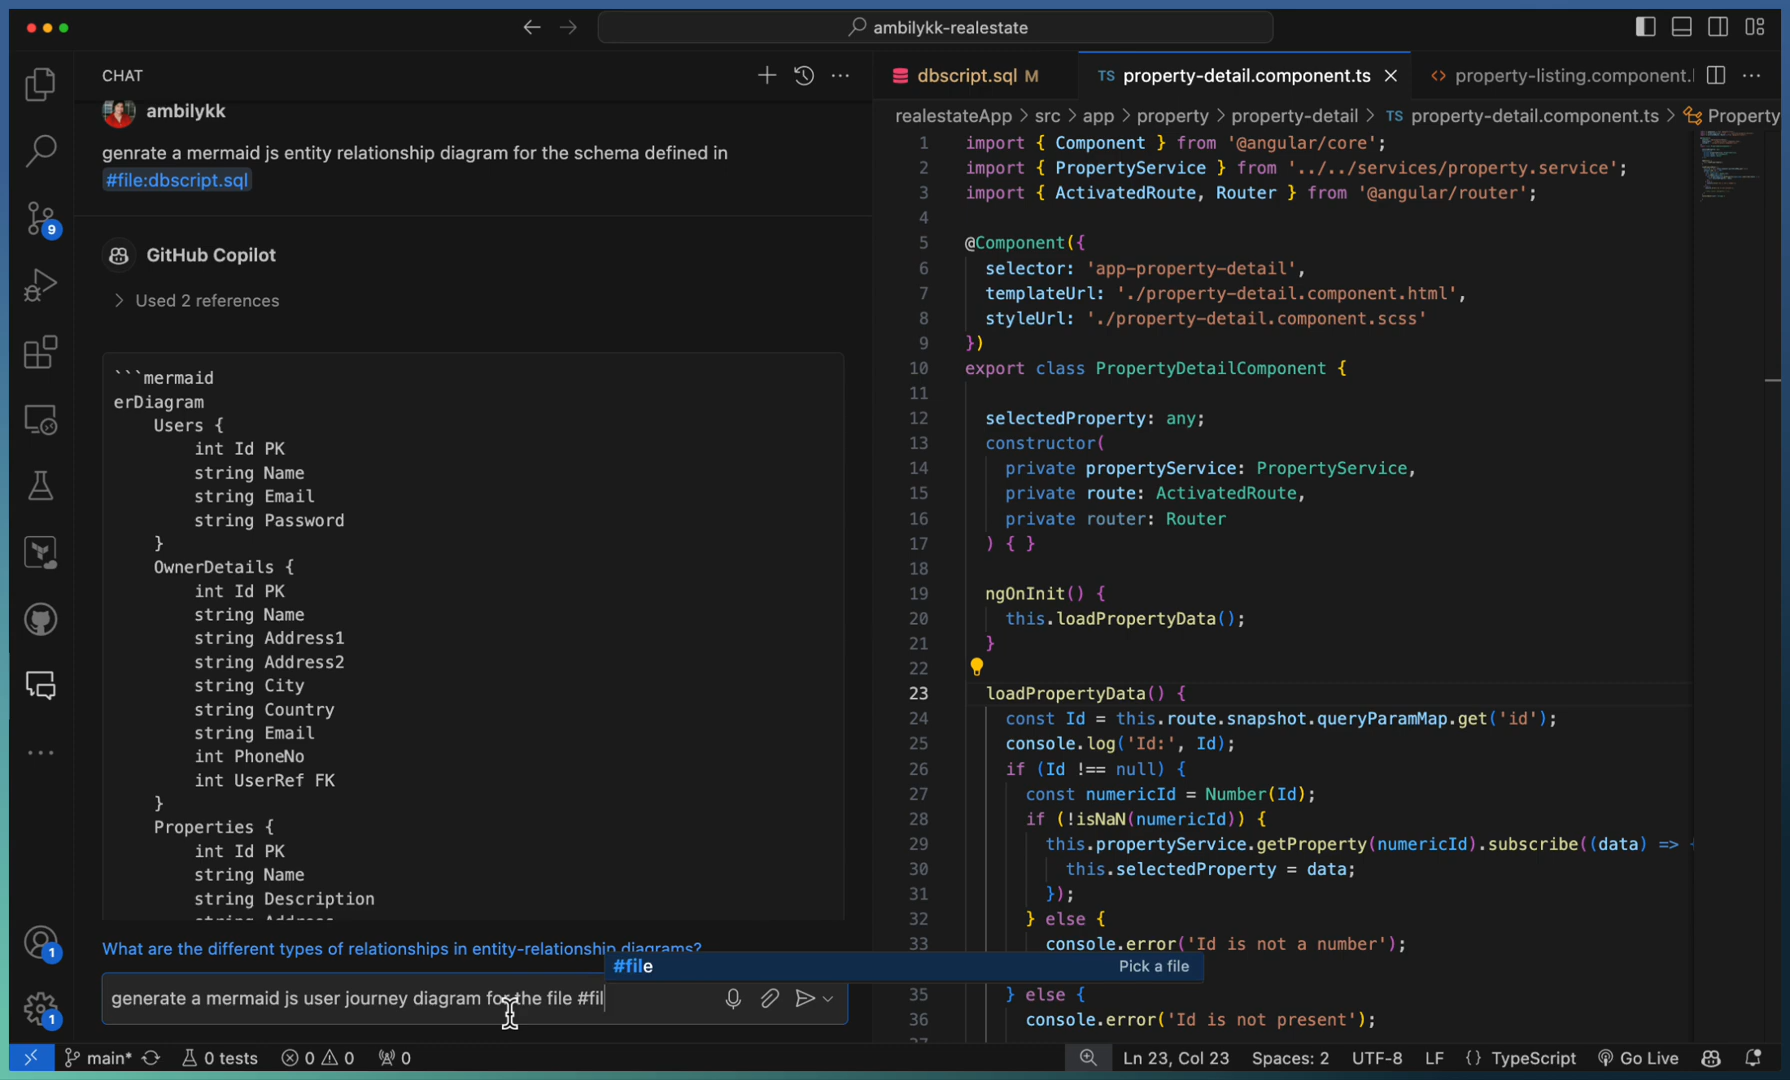 ambilykk-realestate
CHAT
ambilykk
genrate a mermaid js entity relationship diagram for the schema defined in
#file:dbscript.sql
9
GitHub Copilot
Used 2 references
```mermaid
erDiagram
    Users {
        int Id PK
        string Name
        string Email
        string Password
    }
    OwnerDetails {
        int Id PK
        string Name
        string Address1
        string Address2
        string City
        string Country
        string Email
        int PhoneNo
        int UserRef FK
    }
    Properties {
        int Id PK
        string Name
        string Description
        string Address
What are the different types of relationships in entity-relationship diagrams?
#file Pick a file
generate a mermaid js user journey diagram for the file #fil
1
1
dbscript.sql M
TS property-detail.component.ts
property-listing.component.
realestateApp > src > app > property > property-detail > TS property-detail.component.ts > Property
1 import { Component } from '@angular/core';
2 import { PropertyService } from '../../services/property.service';
3 import { ActivatedRoute, Router } from '@angular/router';
4
5 @Component({
6   selector: 'app-property-detail',
7   templateUrl: './property-detail.component.html',
8   styleUrl: './property-detail.component.scss'
9 })
10 export class PropertyDetailComponent {
11
12   selectedProperty: any;
13   constructor(
14     private propertyService: PropertyService,
15     private route: ActivatedRoute,
16     private router: Router
17   ) { }
18
19   ngOnInit() {
20     this.loadPropertyData();
21   }
22
23   loadPropertyData() {
24     const Id = this.route.snapshot.queryParamMap.get('id');
25     console.log('Id:', Id);
26     if (Id !== null) {
27       const numericId = Number(Id);
28       if (!isNaN(numericId)) {
29         this.propertyService.getProperty(numericId).subscribe((data) => {
30           this.selectedProperty = data;
31         });
32       } else {
33         console.error('Id is not a number');
35     } else {
36       console.error('Id is not present');
main* 0 tests 0 0 0
Ln 23, Col 23 Spaces: 2 UTF-8 LF {} TypeScript Go Live